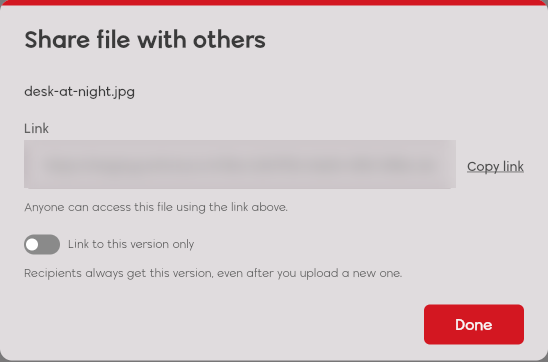 Share file with others
desk-at-night.jpg
Link
Copy link
Anyone can access this file using the link above.
Link to this version only
Recipients always get this version, even after you upload a new one.
Done